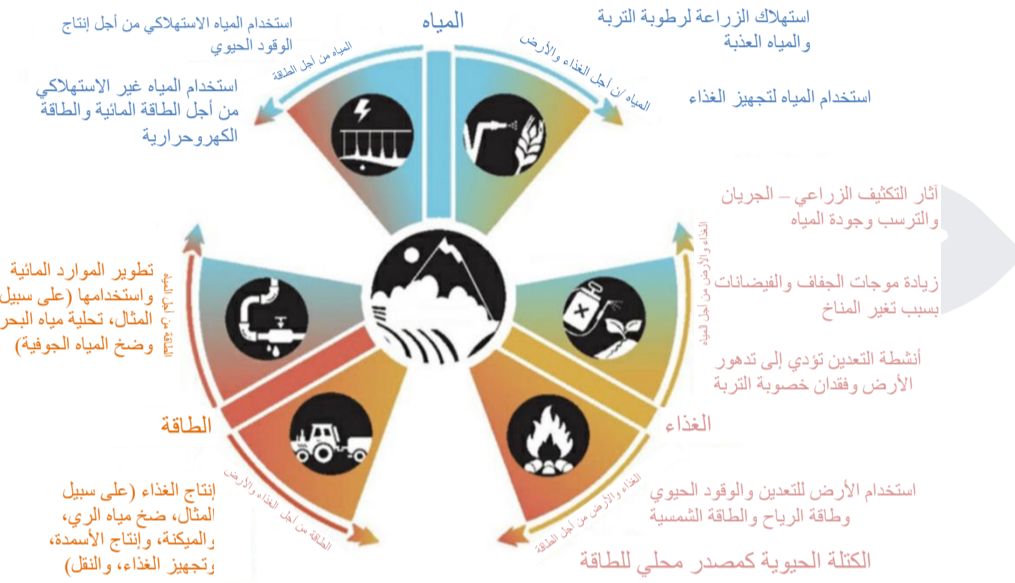 المياه
استهلاك الزراعة لرطوبة التربة
والمياه العذبة
استخدام المياه لتجهيز الغذاء
المياه /ن أجل الغذاء والأرض
استخدام المياه الاستهلاكي من أجل إنتاج
الوقود الحيوي
المياه من أجل الطاقة
استخدام المياه غير الاستهلاكي
من أجل الطاقة المائية والطاقة
الكهروحرارية
آثار التكثيف الزراعي – الجريان
والترسب وجودة المياه
زيادة موجات الجفاف والفيضانات
بسبب تغير المناخ
أنشطة التعدين تؤدي إلى تدهور
الأرض وفقدان خصوبة التربة
الغذاء والأرض من أجل المياه
الغذاء
استخدام الأرض للتعدين والوقود الحيوي
وطاقة الرياح والطاقة الشمسية
الكتلة الحيوية كمصدر محلي للطاقة
الغذاء والأرض من أجل الطاقة
تطوير الموارد المائية
واستخدامها (على سبيل
المثال، تحلية مياه البحر
وضخ المياه الجوفية)
الطاقة من أجل المياه
الطاقة
الطاقة من أجل الغذاء والأرض
إنتاج الغذاء (على سبيل
المثال، ضخ مياه الري،
والميكنة، وإنتاج الأسمدة،
وتجهيز الغذاء، والنقل)